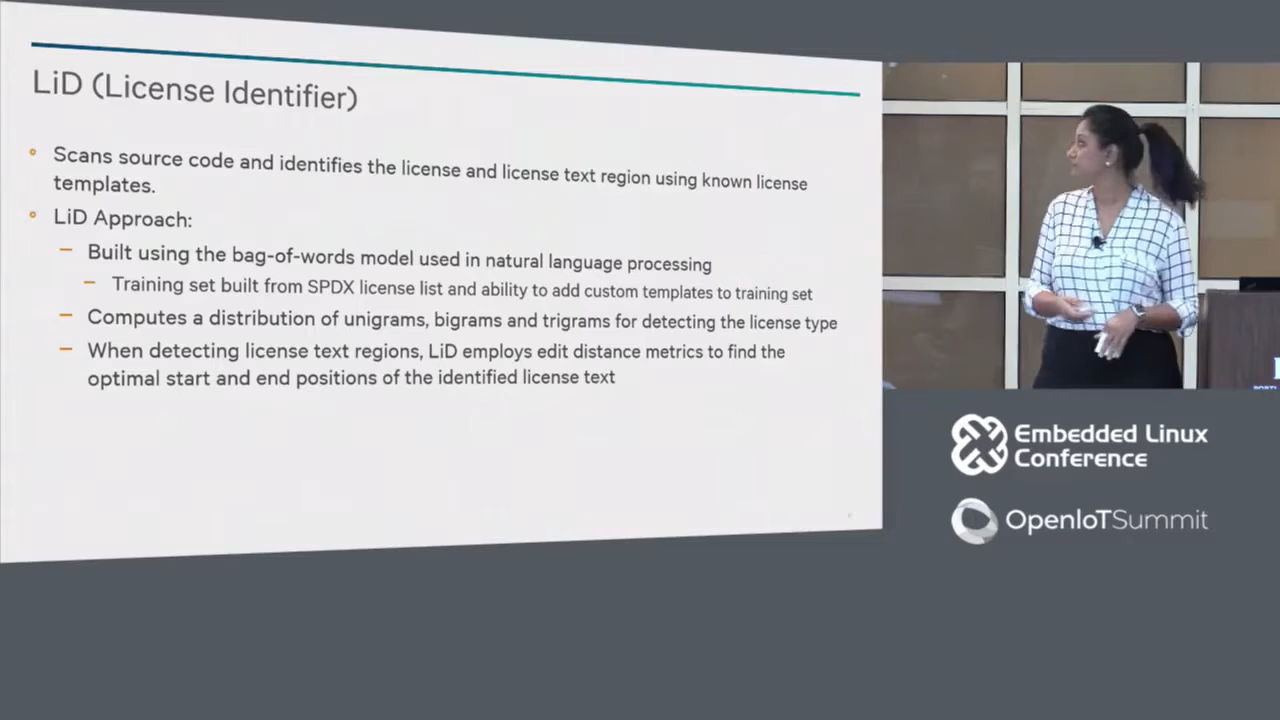 LiD (License Identifier)
Scans source code and identifies the license and license text region using known license
templates.
LiD Approach:
Built using the bag-of-words model used in natural language processing
Training set built from SPDX license list and ability to add custom templates to training set
Computes a distribution of unigrams, bigrams and trigrams for detecting the license type
When detecting license text regions, LiD employs edit distance metrics to find the
optimal start and end positions of the identified license text
Embedded Linux
Conference
OpenIoTSummit